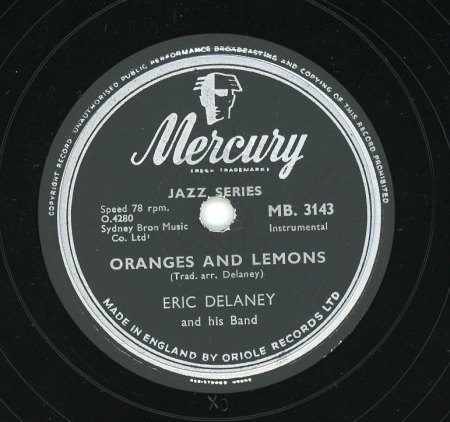 COPYRIGHT RECORD UNAUTHORISED PUBLIC PERFORMANCE BROADCASTING AND COPYING OF THIS RECORD PROHIBITED
Mercury
(REGD TRADEMARK)
JAZZ SERIES
Speed 78 rpm.
O.4280
Sydney Bron Music
Co. Ltd
MB. 3143
Instrumental
ORANGES AND LEMONS
(Trad. arr. Delaney)
ERIC DELANEY
and his Band
MADE IN ENGLAND BY ORIOLE RECORDS LTD
REGISTERED USERS